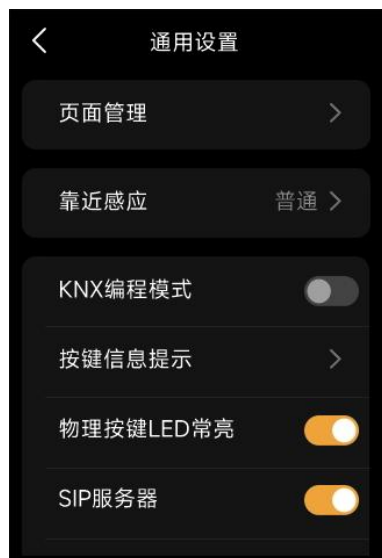 通用设置
页面管理
靠近感应 普通
KNX编程模式
按键信息提示
物理按键LED常亮
SIP服务器